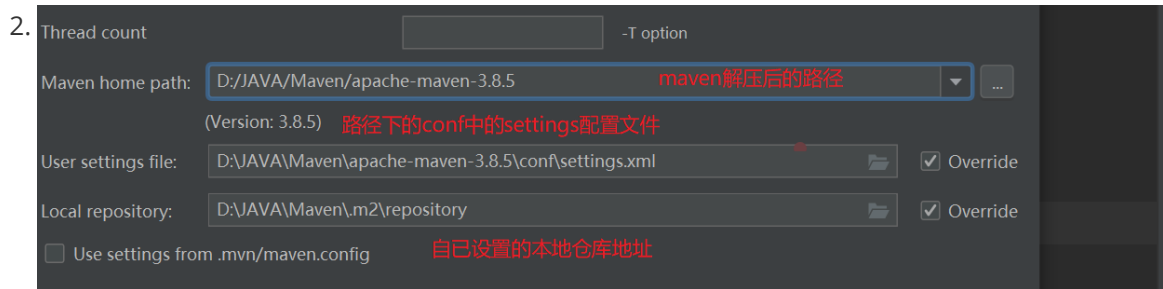 2. Thread count -T option
Maven home path: D:/JAVA/Maven/apache-maven-3.8.5 maven解压后的路径 ...
(Version: 3.8.5) 路径下的conf中的settings配置文件
User settings file: D:\JAVA\Maven\apache-maven-3.8.5\conf\settings.xml Override
Local repository: D:\JAVA\Maven\.m2\repository Override
Use settings from .mvn/maven.config 自已设置的本地仓库地址